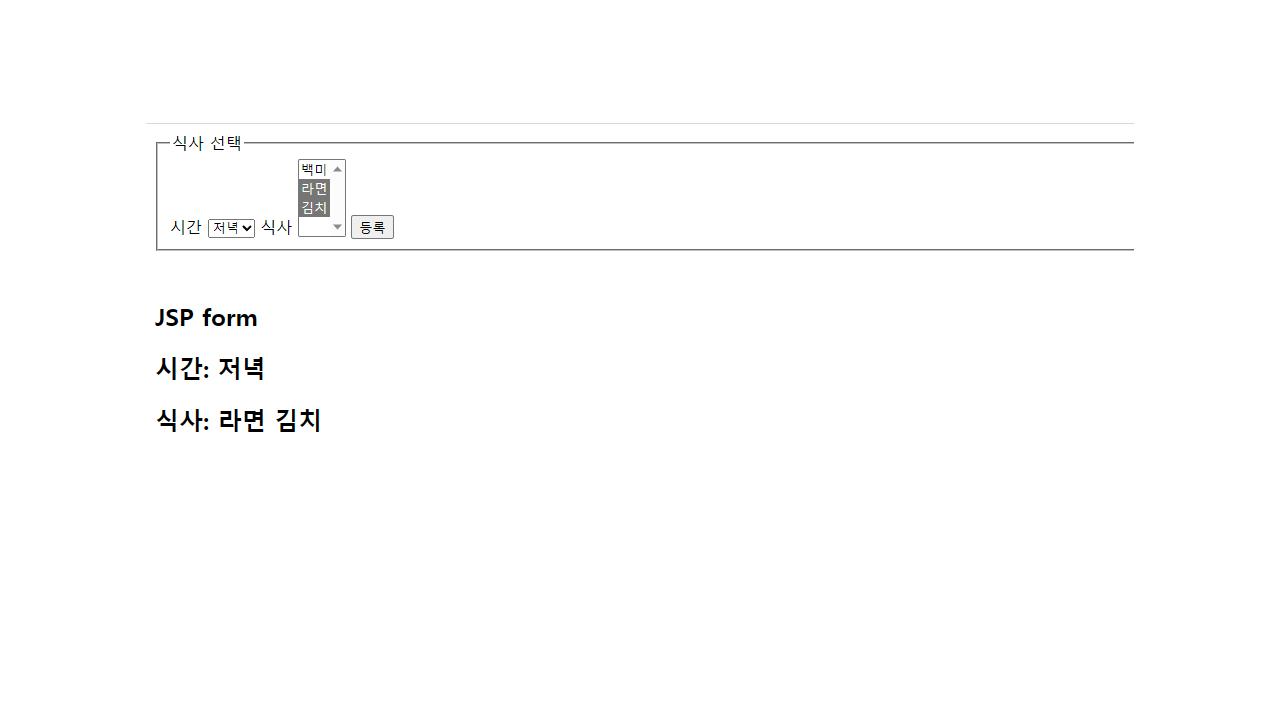 식사 선택
백미
라면
김치
시간 저녁 식사 등록
JSP form
시간: 저녁
식사: 라면 김치